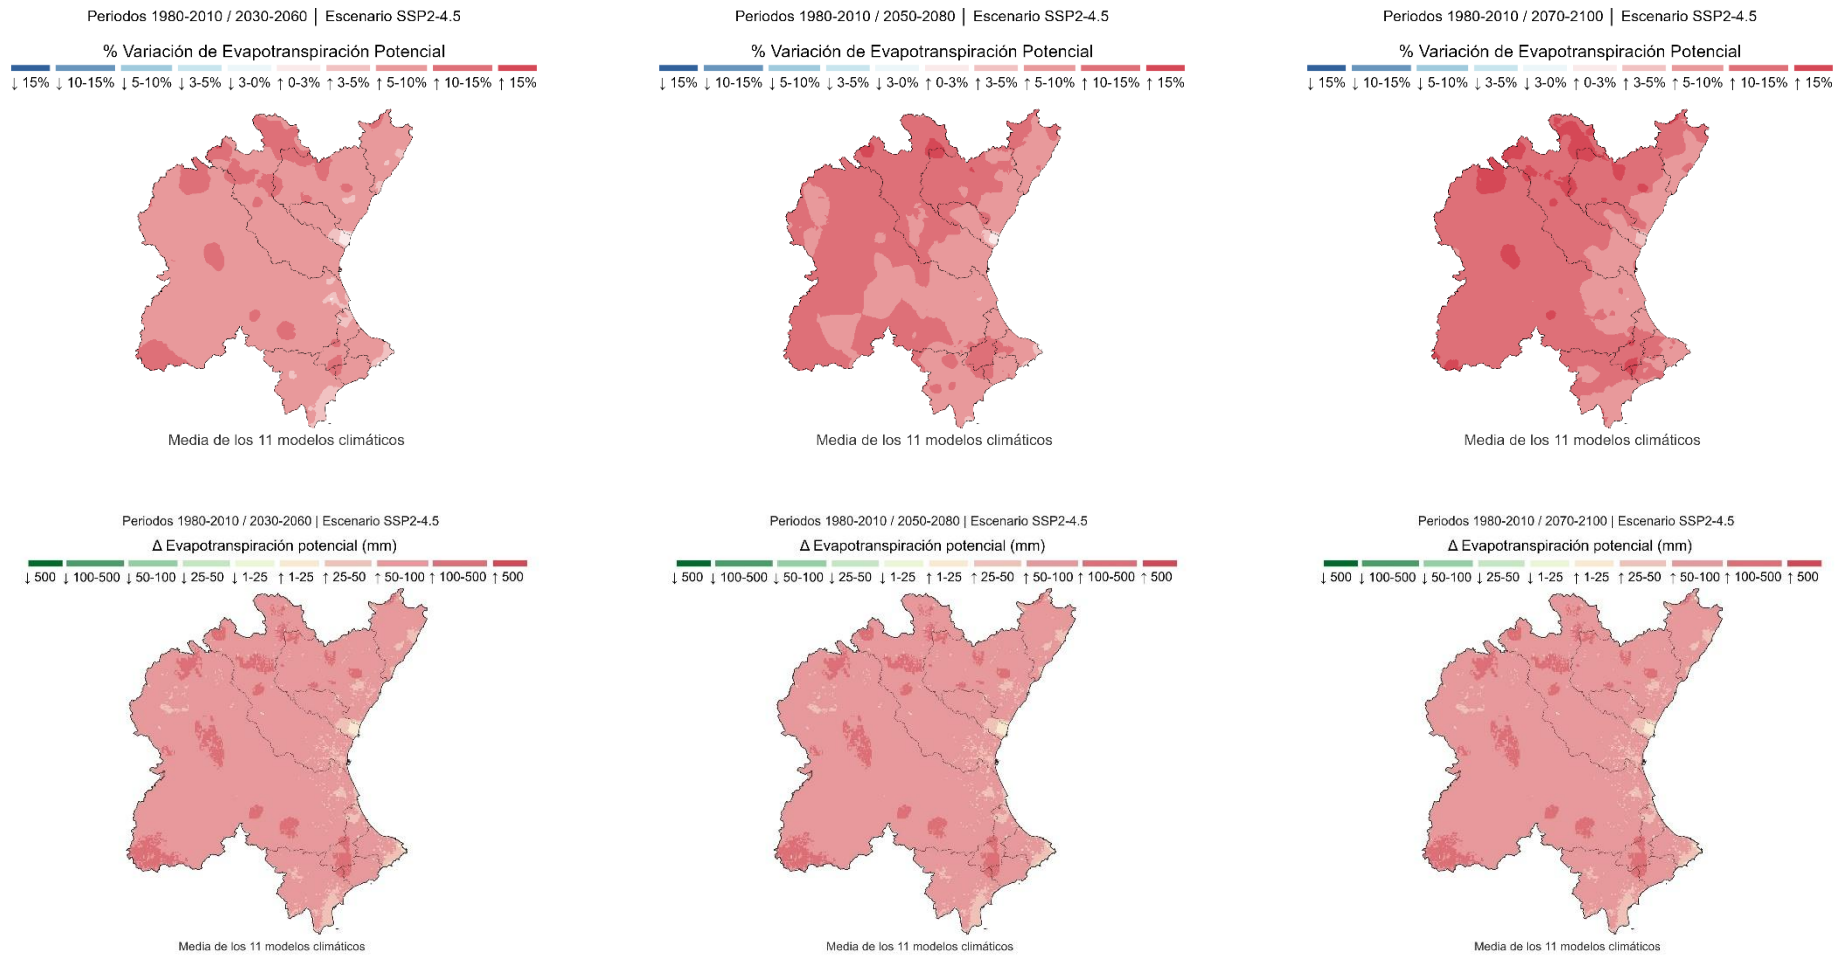 Periodos 1980-2010 / 2030-2060 | Escenario SSP2-4.5
% Variación de Evapotranspiración Potencial
↓ 15% ↓ 10-15% ↓ 5-10% ↓ 3-5% ↓ 3-0% ↑ 0-3% ↑ 3-5% ↑ 5-10% ↑ 10-15% ↑ 15%
Media de los 11 modelos climáticos
Periodos 1980-2010 / 2050-2080 | Escenario SSP2-4.5
% Variación de Evapotranspiración Potencial
↓ 15% ↓ 10-15% ↓ 5-10% ↓ 3-5% ↓ 3-0% ↑ 0-3% ↑ 3-5% ↑ 5-10% ↑ 10-15% ↑ 15%
Media de los 11 modelos climáticos
Periodos 1980-2010 / 2070-2100 | Escenario SSP2-4.5
% Variación de Evapotranspiración Potencial
↓ 15% ↓ 10-15% ↓ 5-10% ↓ 3-5% ↓ 3-0% ↑ 0-3% ↑ 3-5% ↑ 5-10% ↑ 10-15% ↑ 15%
Media de los 11 modelos climáticos
Periodos 1980-2010 / 2030-2060 | Escenario SSP2-4.5
Δ Evapotranspiración potencial (mm)
↓ 500 ↓ 100-500 ↓ 50-100 ↓ 25-50 ↓ 1-25 ↑ 1-25 ↑ 25-50 ↑ 50-100 ↑ 100-500 ↑ 500
Media de los 11 modelos climáticos
Periodos 1980-2010 / 2050-2080 | Escenario SSP2-4.5
Δ Evapotranspiración potencial (mm)
↓ 500 ↓ 100-500 ↓ 50-100 ↓ 25-50 ↓ 1-25 ↑ 1-25 ↑ 25-50 ↑ 50-100 ↑ 100-500 ↑ 500
Media de los 11 modelos climáticos
Periodos 1980-2010 / 2070-2100 | Escenario SSP2-4.5
Δ Evapotranspiración potencial (mm)
↓ 500 ↓ 100-500 ↓ 50-100 ↓ 25-50 ↓ 1-25 ↑ 1-25 ↑ 25-50 ↑ 50-100 ↑ 100-500 ↑ 500
Media de los 11 modelos climáticos